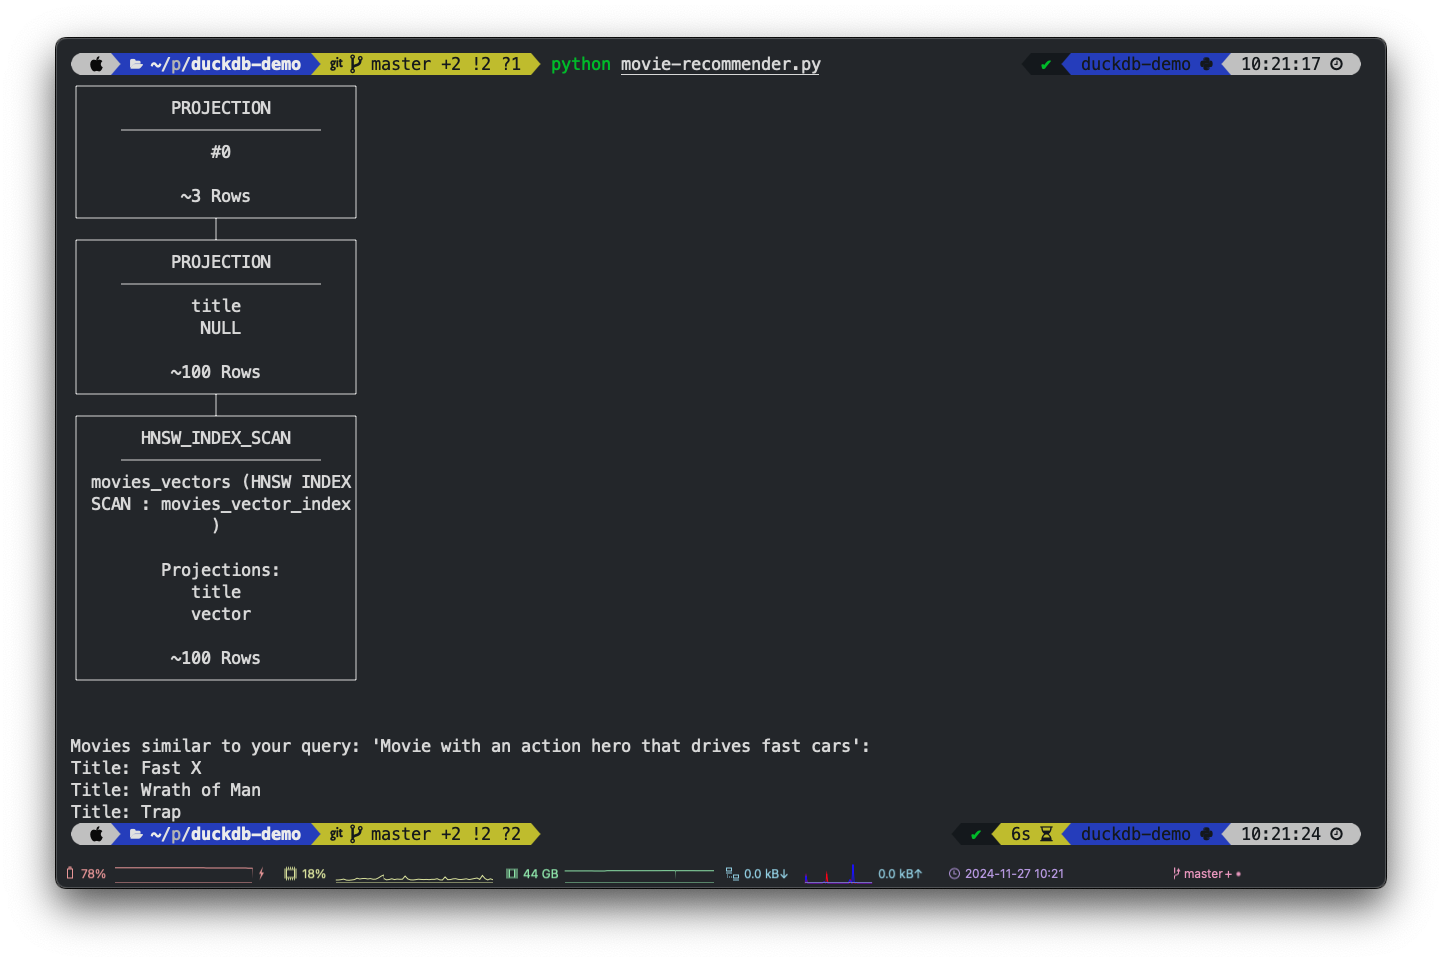 ~/p/duckdb-demo git master +2 !2 ?1 python movie-recommender.py ✔ duckdb-demo 10:21:17
PROJECTION
#0
~3 Rows
PROJECTION
title
NULL
~100 Rows
HNSW_INDEX_SCAN
movies_vectors (HNSW INDEX
SCAN : movies_vector_index
)
Projections:
title
vector
~100 Rows
Movies similar to your query: 'Movie with an action hero that drives fast cars':
Title: Fast X
Title: Wrath of Man
Title: Trap
~/p/duckdb-demo git master +2 !2 ?2 ✔ 6s duckdb-demo 10:21:24
78% 18% 44 GB 0.0 kB↓ 0.0 kB↑ 2024-11-27 10:21 master+•